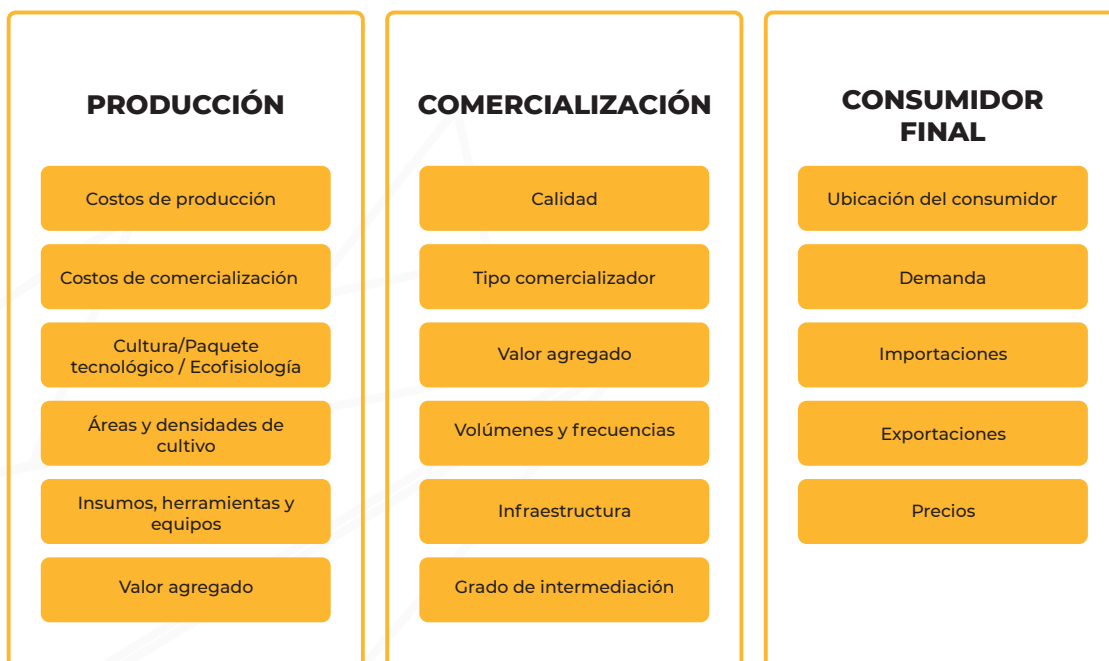 PRODUCCIÓN
Costos de producción
Costos de comercialización
Cultura/Paquete
tecnológico / Ecofisiología
Áreas y densidades de
cultivo
Insumos, herramientas y
equipos
Valor agregado
COMERCIALIZACIÓN
Calidad
Tipo comercializador
Valor agregado
Volúmenes y frecuencias
Infraestructura
Grado de intermediación
CONSUMIDOR
FINAL
Ubicación del consumidor
Demanda
Importaciones
Exportaciones
Precios